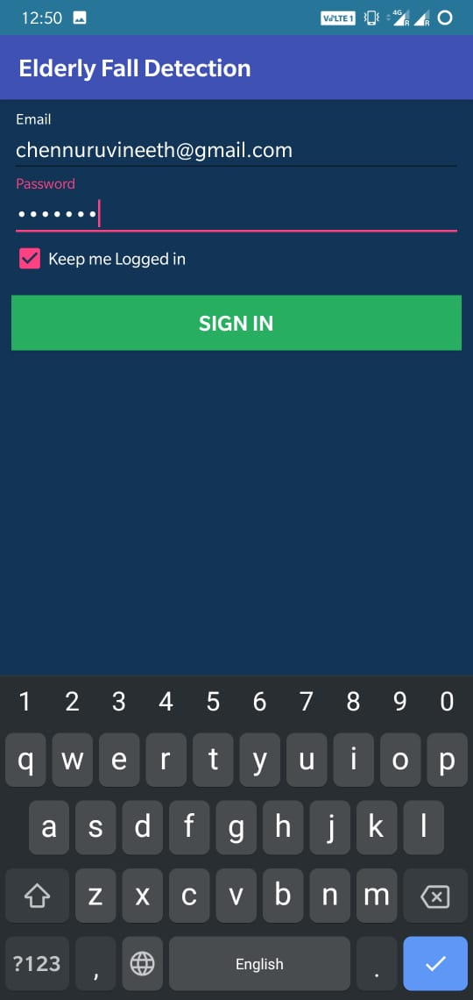 12:50 VoLTE 1 4G R R
Elderly Fall Detection
Email
chennuruvineeth@gmail.com
Password
•••••••
Keep me Logged in
SIGN IN
1 2 3 4 5 6 7 8 9 0
q w e r t y u i o p
a s d f g h j k l
z x c v b n m
?123 , English .